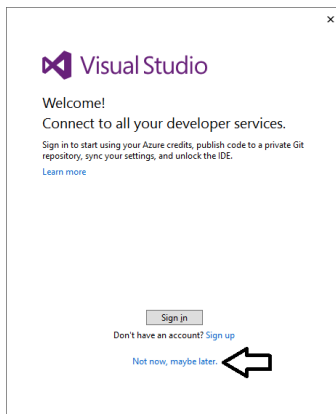 Visual Studio
Welcome!
Connect to all your developer services.
Sign in to start using your Azure credits, publish code to a private Git
repository, sync your settings, and unlock the IDE.
Learn more
Sign in
Don't have an account? Sign up
Not now, maybe later.